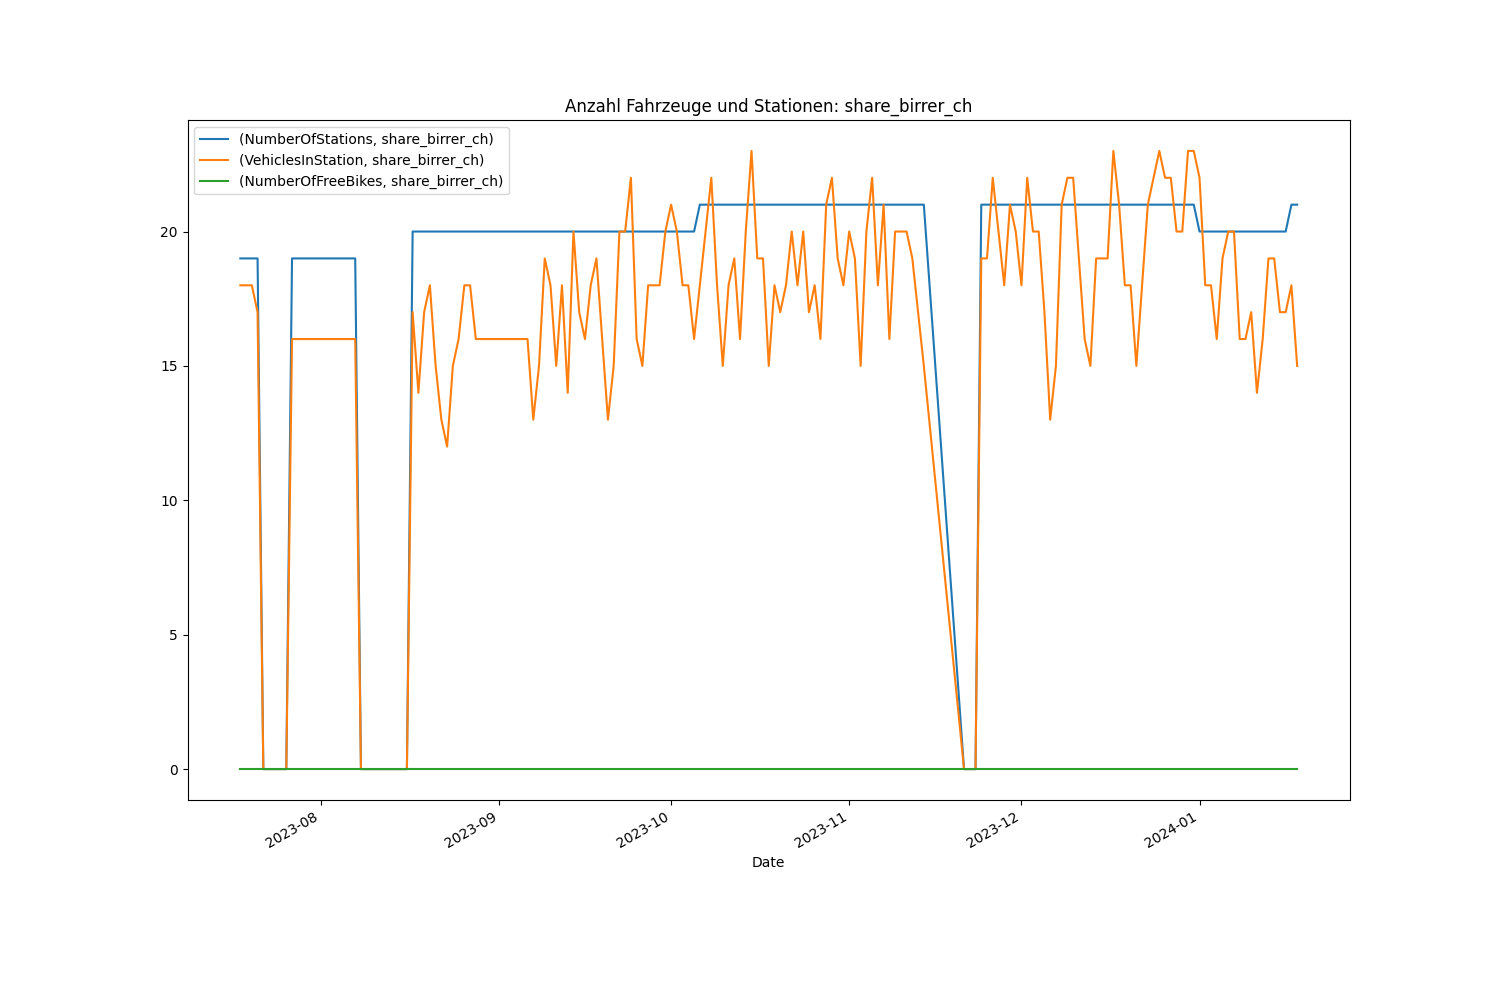 Anzahl Fahrzeuge und Stationen: share_birrer_ch
(NumberOfStations, share_birrer_ch)
(VehiclesInStation, share_birrer_ch)
(NumberOfFreeBikes, share_birrer_ch)
20
15
10
5
0
2023-08
2023-09
2023-10
2023-11
2023-12
2024-01
Date